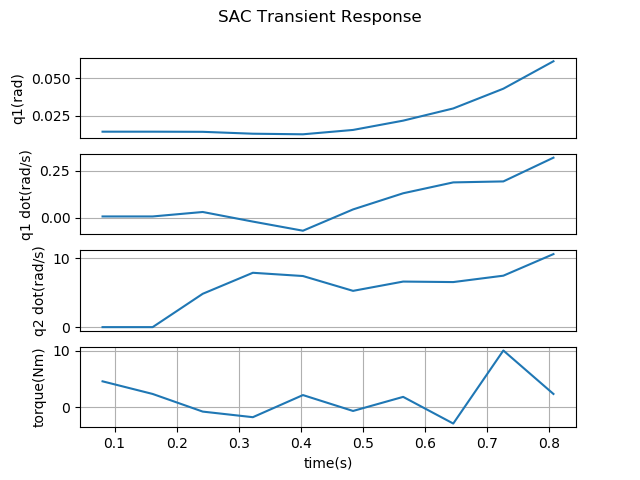 SAC Transient Response
q1(rad)
0.050
0.025
q1 dot(rad/s)
0.25
0.00
q2 dot(rad/s)
10
0
torque(Nm)
10
0
0.1 0.2 0.3 0.4 0.5 0.6 0.7 0.8
time(s)